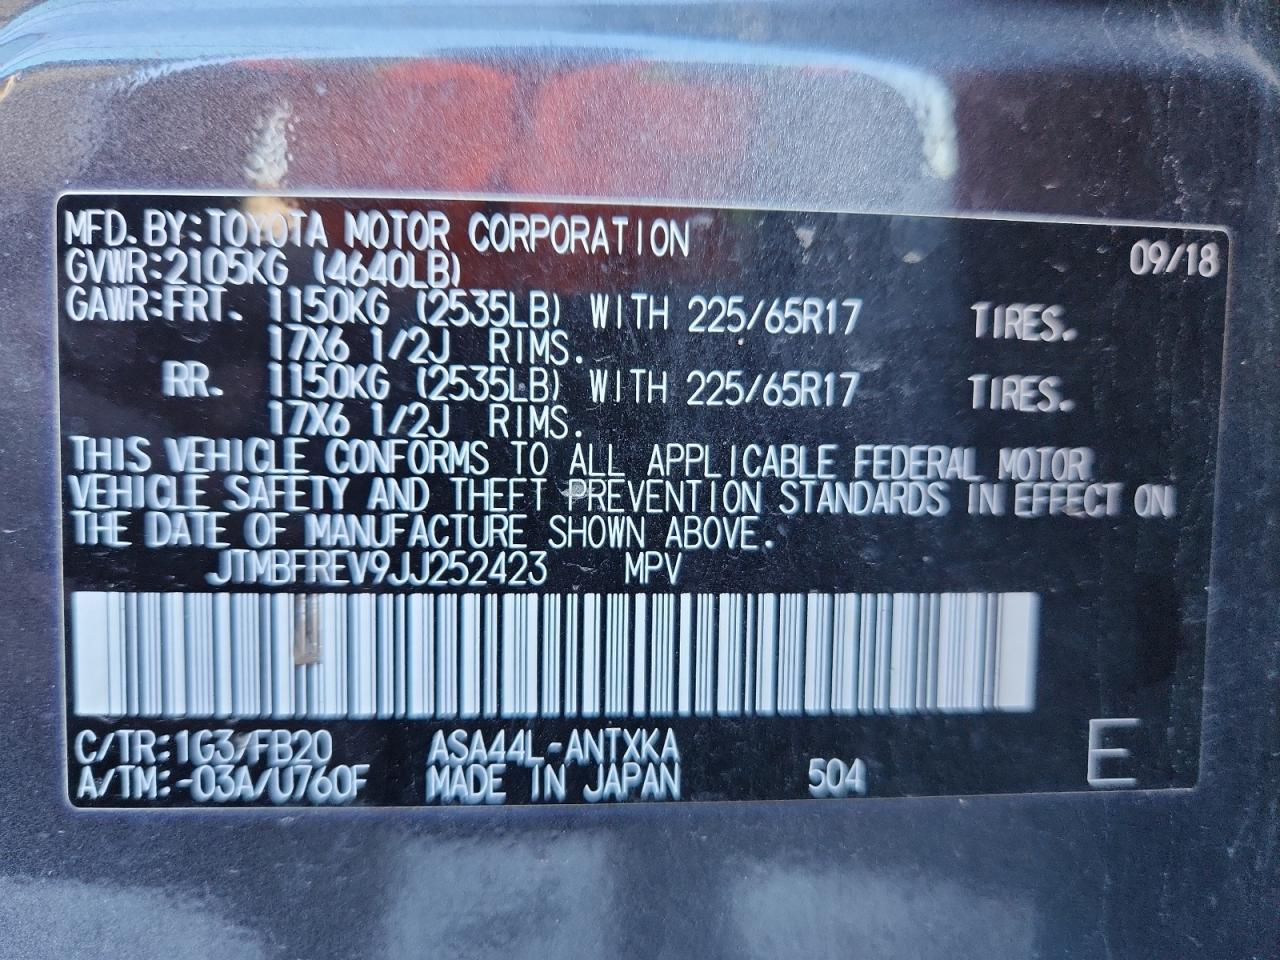 MFD. BY: TOYOTA MOTOR CORPORATION 09/18
GVWR: 2105KG (4640LB)
GAWR: FRT. 1150KG (2535LB) WITH 225/65R17 TIRES.
17X6 1/2J RIMS.
RR. 1150KG (2535LB) WITH 225/65R17 TIRES.
17X6 1/2J RIMS.
THIS VEHICLE CONFORMS TO ALL APPLICABLE FEDERAL MOTOR
VEHICLE SAFETY AND THEFT PREVENTION STANDARDS IN EFFECT ON
THE DATE OF MANUFACTURE SHOWN ABOVE.
JTMBFREV9JJ252423 MPV
C/TR: 1G3/FB20 ASA44L-ANTXKA
A/TM: -03A/U760F MADE IN JAPAN 504 E